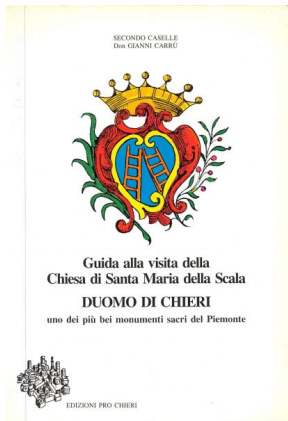 SECONDO CASELLE
Don GIANNI CARRÙ
Guida alla visita della
Chiesa di Santa Maria della Scala
DUOMO DI CHIERI
uno dei più bei monumenti sacri del Piemonte
EDIZIONI PRO CHIERI